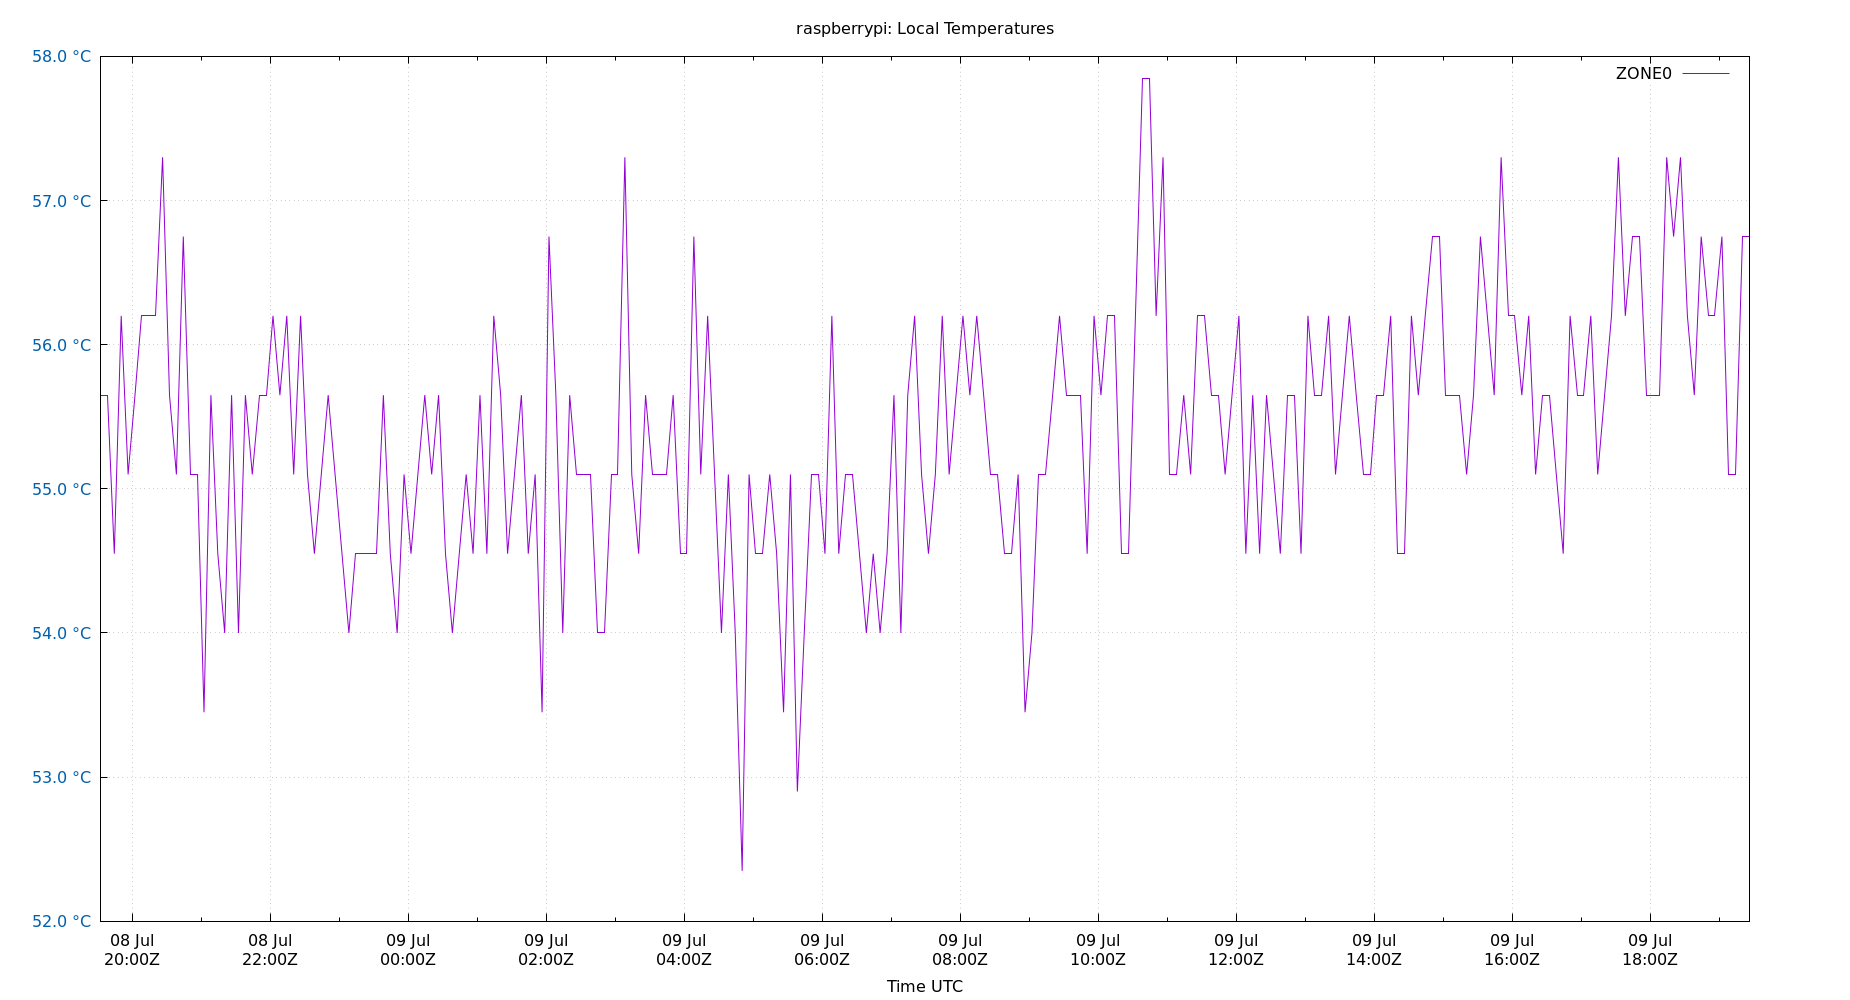 raspberrypi: Local Temperatures
58.0 °C
ZONE0
57.0 °C
56.0 °C
55.0 °C
54.0 °C
53.0 °C
52.0 °C
08 Jul 08 Jul 09 Jul 09 Jul 09 Jul 09 Jul 09 Jul 09 Jul 09 Jul 09 Jul 09 Jul 09 Jul
20:00Z 22:00Z 00:00Z 02:00Z 04:00Z 06:00Z 08:00Z 10:00Z 12:00Z 14:00Z 16:00Z 18:00Z
Time UTC